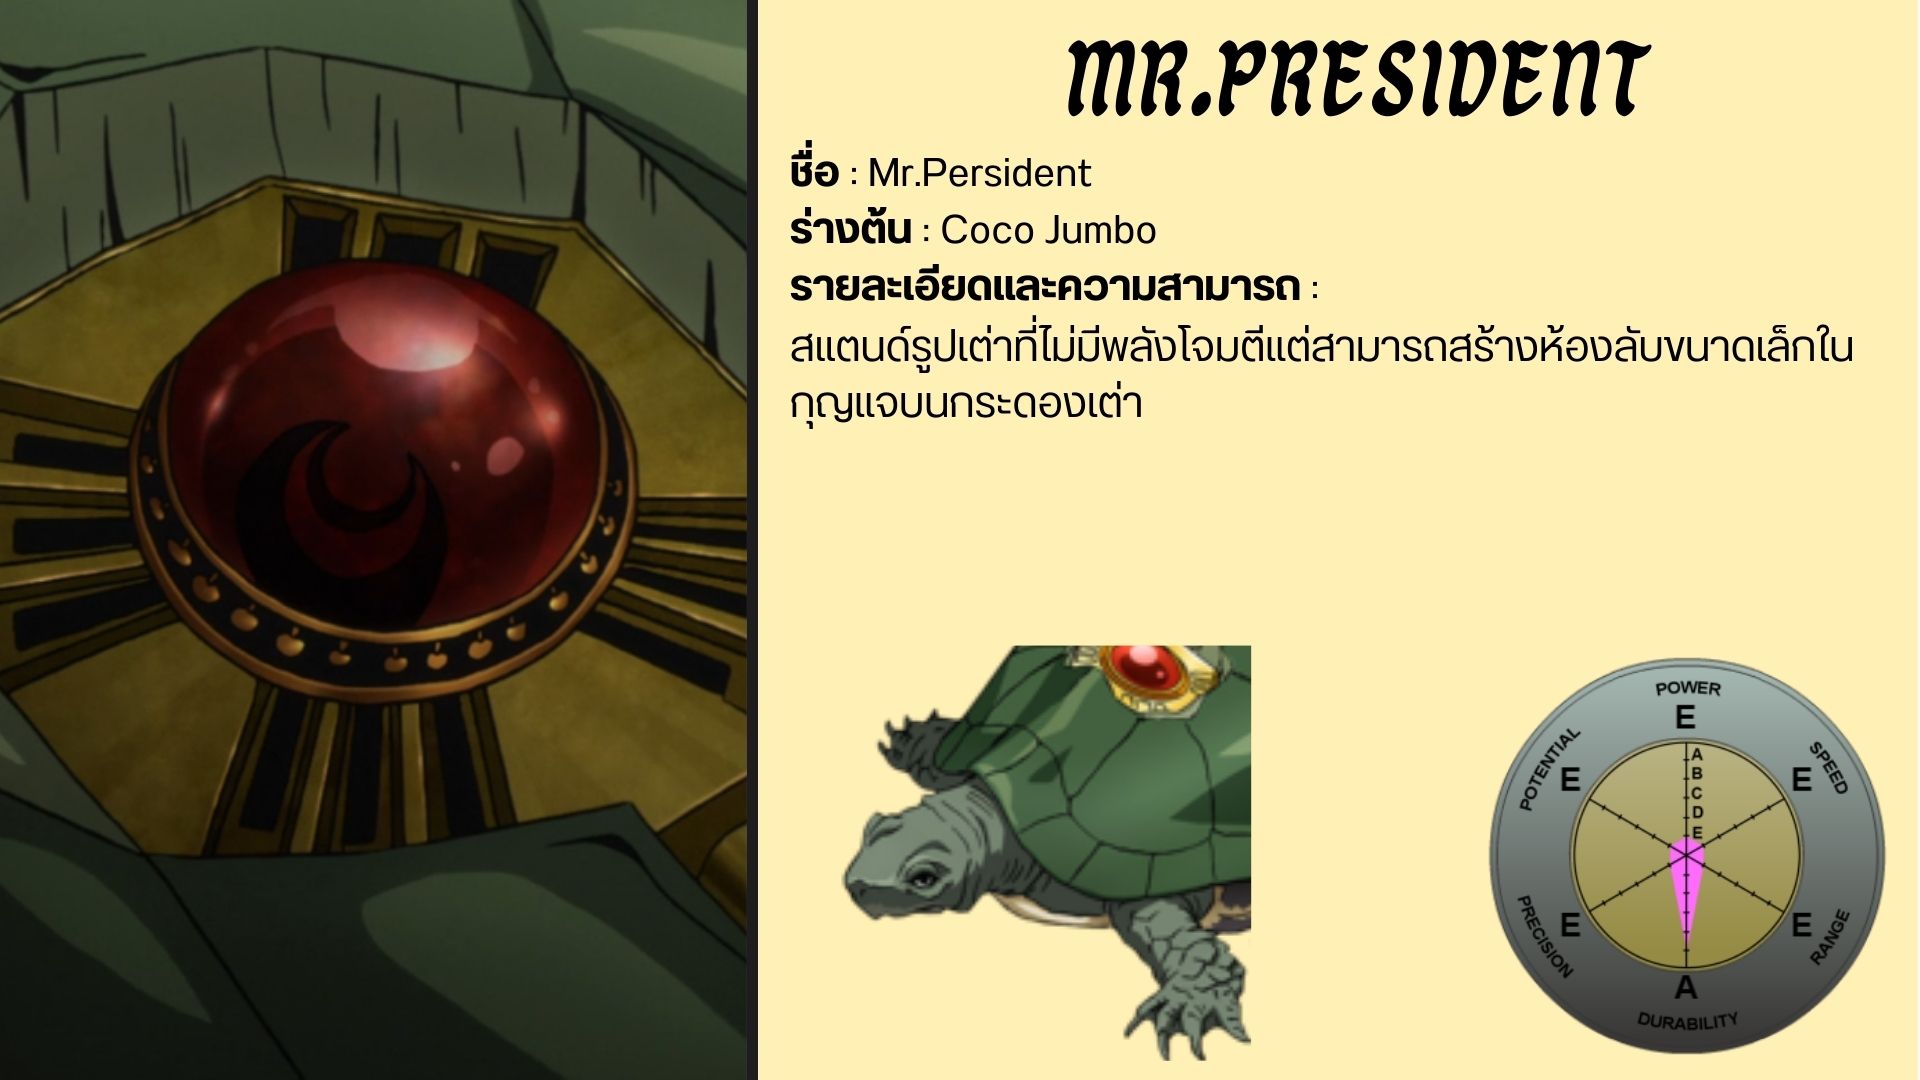 MR.PRESIDENT
ชื่อ : Mr.Persident
ร่างต้น : Coco Jumbo
รายละเอียดและความสามารถ :
สแตนด์รูปเต่าที่ไม่มีพลังโจมตีแต่สามารถสร้างห้องลับขนาดเล็กใน
กุญแจบนกระดองเต่า
POWER
E
POTENTIAL
E
SPEED
E
A
B
C
D
E
PRECISION
E
RANGE
E
A
DURABILITY